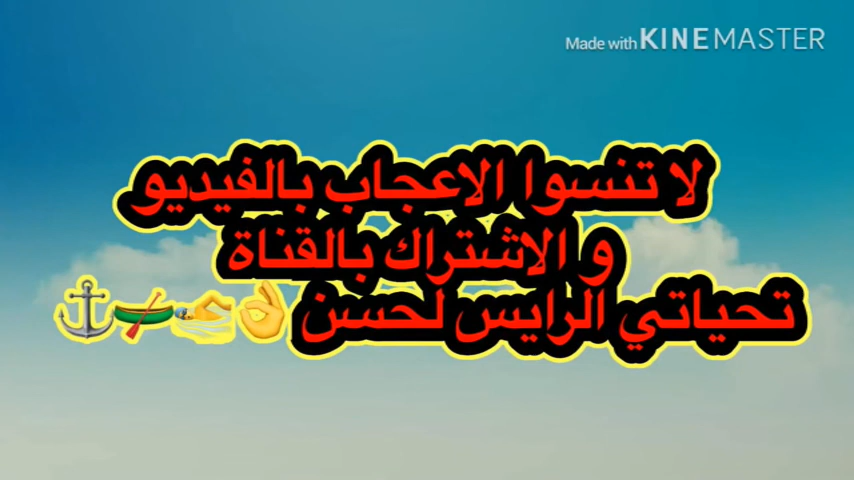 Made with KINEMASTER
لا تنسوا الاعجاب بالفيديو
و الاشتراك بالقناة
تحياتي الرايس لحسن 👌🏊🛶⚓